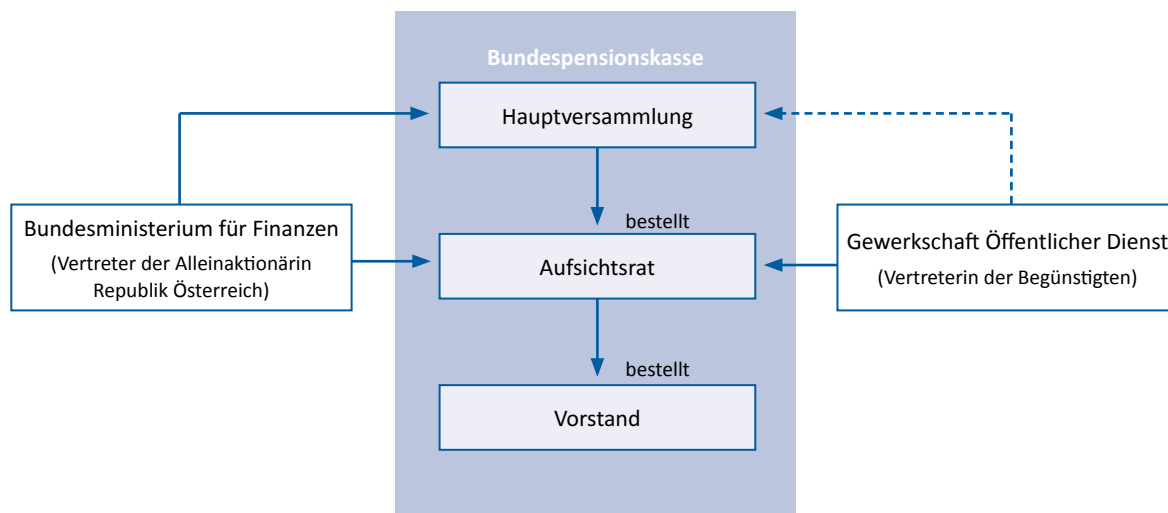 Bundespensionskasse
Hauptversammlung
bestellt
Bundesministerium für Finanzen
(Vertreter der Alleinaktionärin
Republik Österreich)
Aufsichtsrat
Gewerkschaft Öffentlicher Dienst
(Vertreterin der Begünstigten)
bestellt
Vorstand